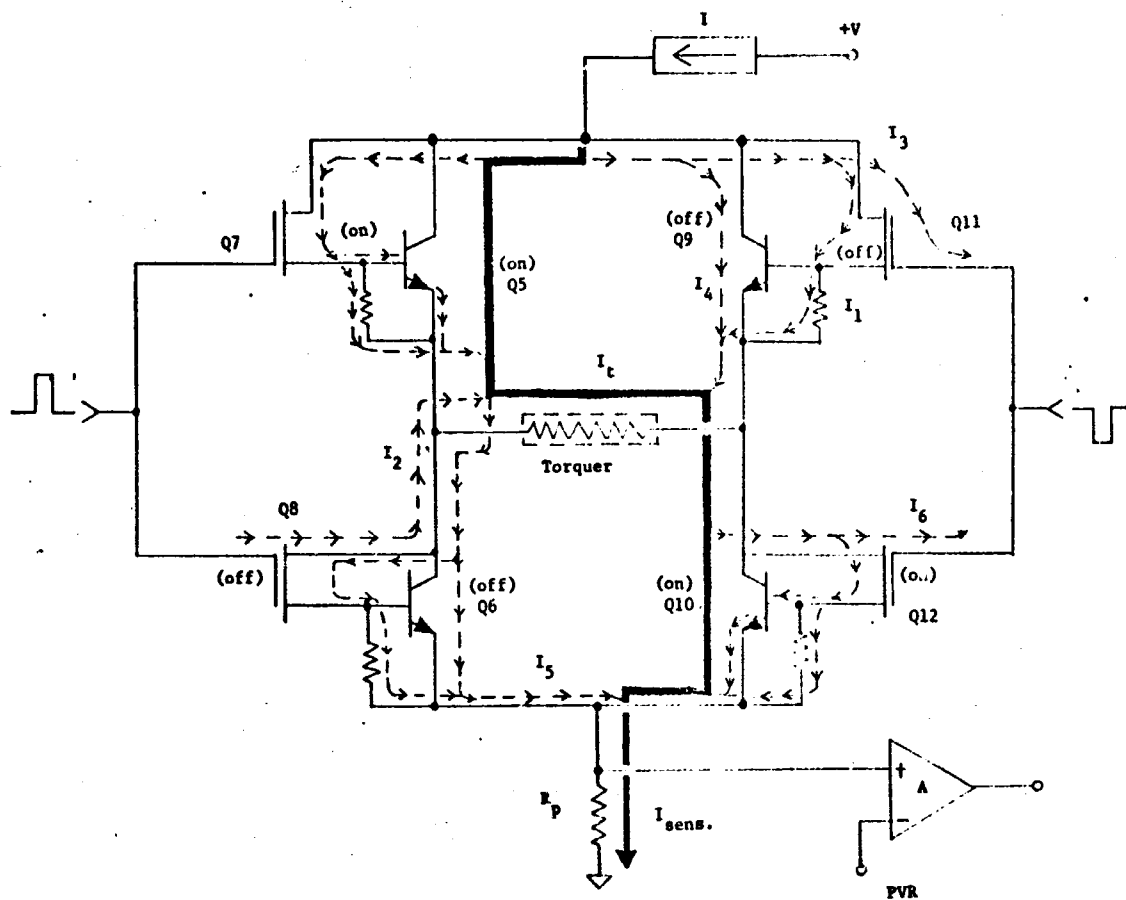 I
+V
I3
Q7
(on)
(off)
Q9
Q11
(off)
(on)
Q5
I4
I1
It
I2
Torquer
Q8
I6
(off)
(off)
Q6
(on)
Q10
Q12
I5
+
A
-
Rp
Isens.
PVR